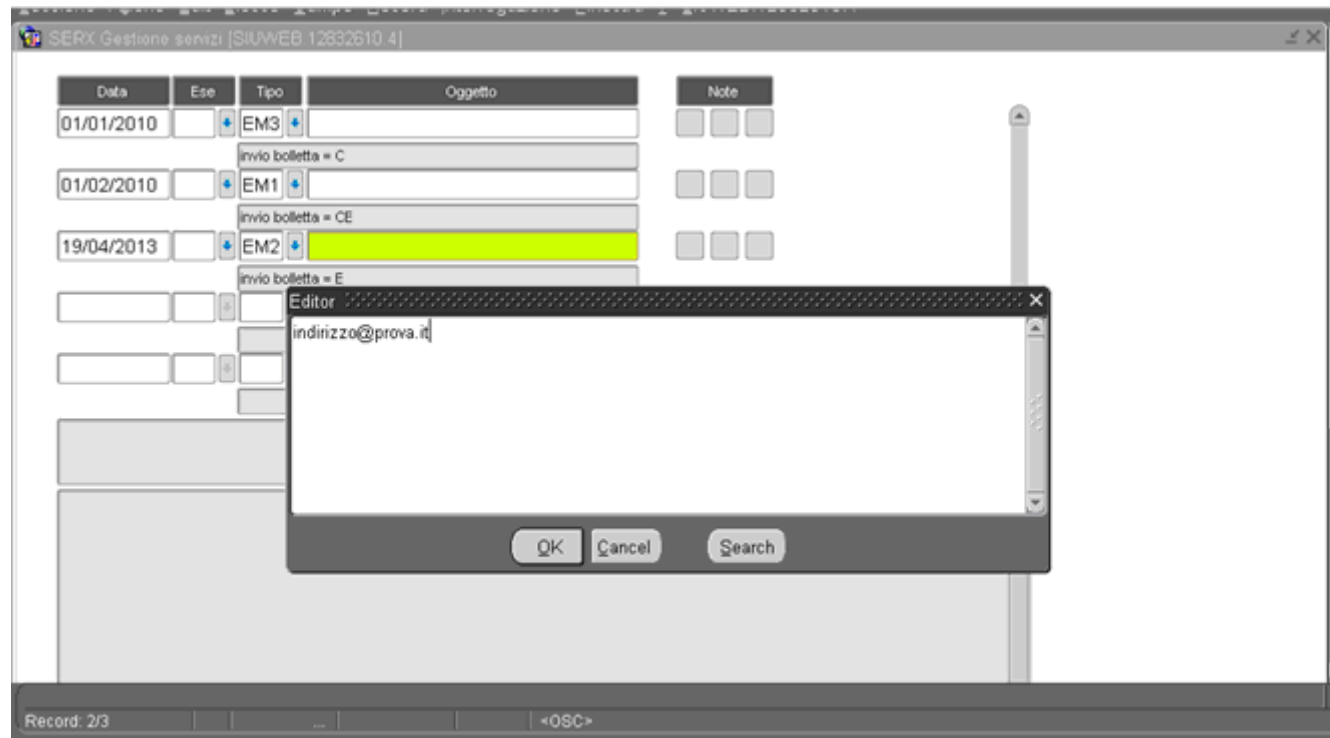 SERX Gestione servizi [SIUWEB 12832610.4]
Data Ese Tipo Oggetto Note
01/01/2010 EM3
invio bolletta = C
01/02/2010 EM1
invio bolletta = CE
19/04/2013 EM2
invio bolletta = E
Editor
indirizzo@prova.it
OK Cancel Search
Record: 2/3 ... <OSC>